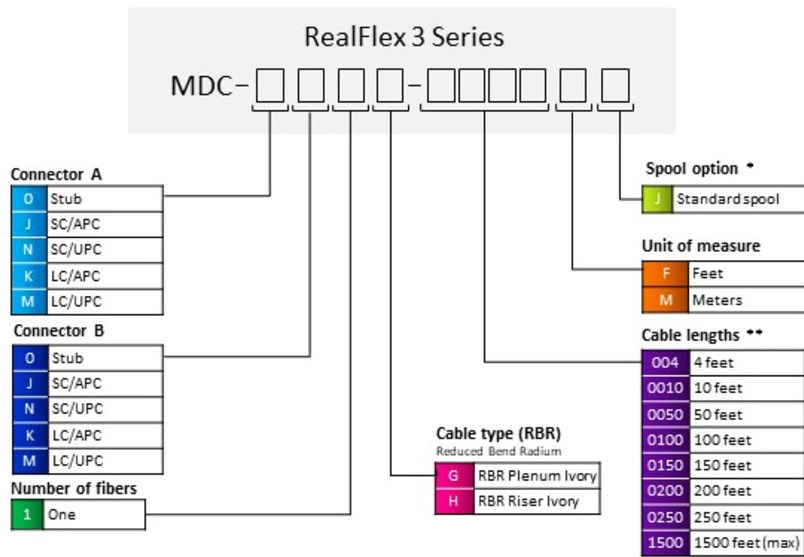 RealFlex 3 Series
MDC-
-
Connector A
0 Stub
J SC/APC
N SC/UPC
K LC/APC
M LC/UPC
Connector B
0 Stub
J SC/APC
N SC/UPC
K LC/APC
M LC/UPC
Number of fibers
1 One
Cable type (RBR)
Reduced Bend Radium
G RBR Plenum Ivory
H RBR Riser Ivory
Spool option *
J Standard spool
Unit of measure
F Feet
M Meters
Cable lengths **
004 4 feet
0010 10 feet
0050 50 feet
0100 100 feet
0150 150 feet
0200 200 feet
0250 250 feet
1500 1500 feet (max)